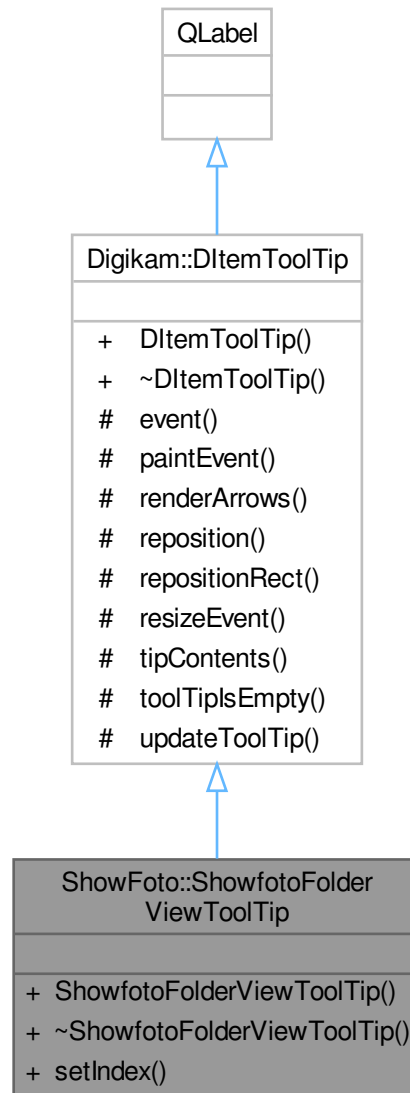 QLabel
Digikam::DItemToolTip
+ DItemToolTip()
+ ~DItemToolTip()
# event()
# paintEvent()
# renderArrows()
# reposition()
# repositionRect()
# resizeEvent()
# tipContents()
# toolTipIsEmpty()
# updateToolTip()
ShowFoto::ShowfotoFolder
ViewToolTip
+ ShowfotoFolderViewToolTip()
+ ~ShowfotoFolderViewToolTip()
+ setIndex()